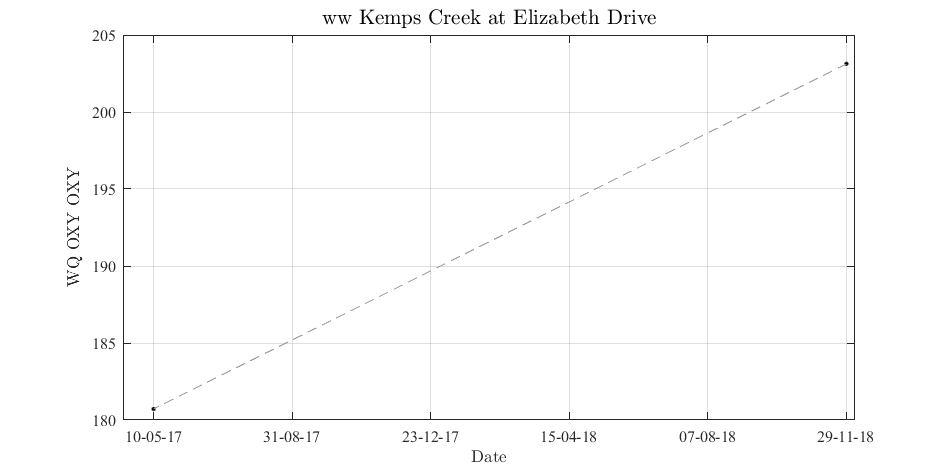 ww Kemps Creek at Elizabeth Drive
205
200
195
190
185
180
WQ OXY OXY
10-05-17 31-08-17 23-12-17 15-04-18 07-08-18 29-11-18
Date